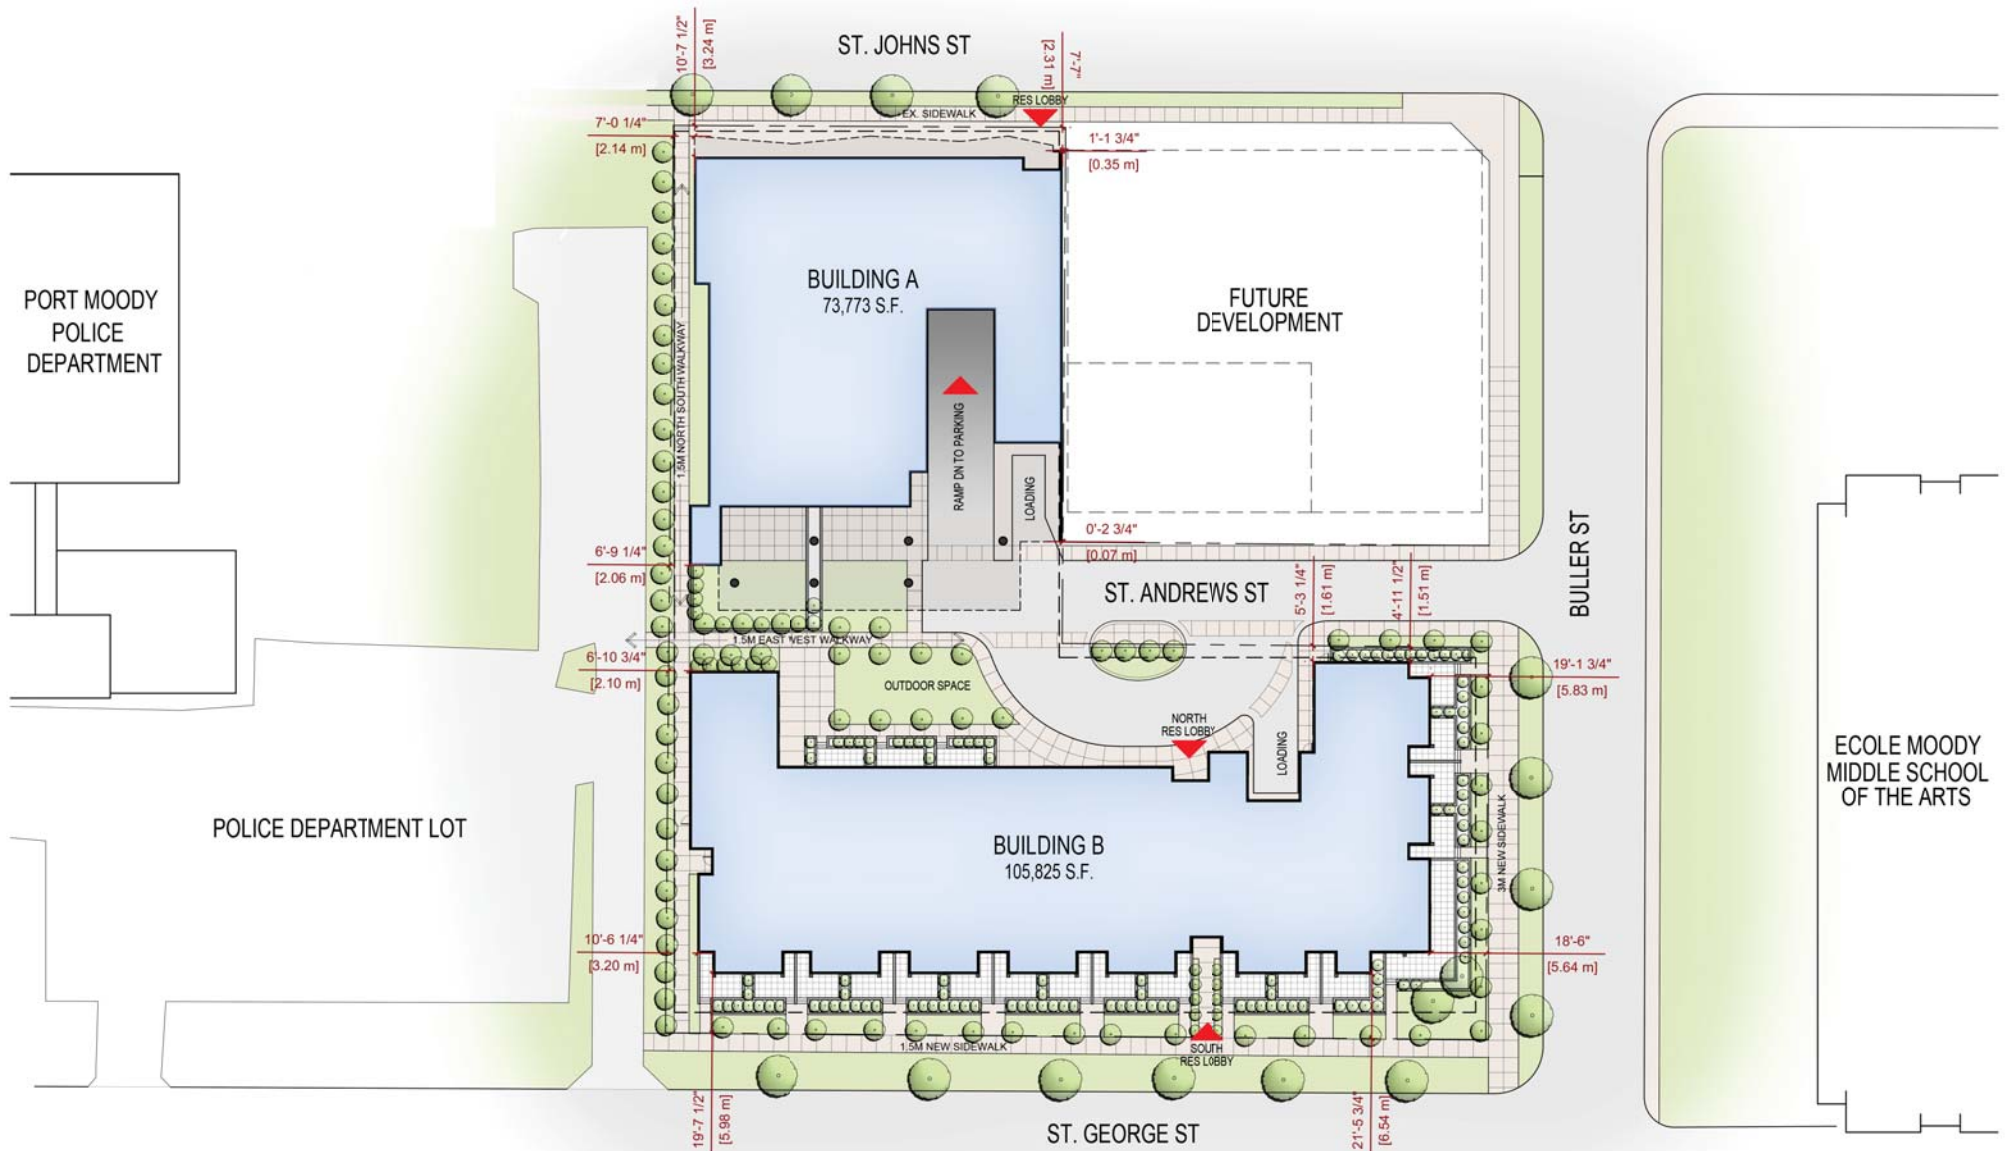 ST. JOHNS ST
10'-7 1/2"
[3.24 m]
[2.31 m]
7'-7"
RES LOBBY
EX. SIDEWALK
7'-0 1/4"
[2.14 m]
1'-1 3/4"
[0.35 m]
PORT MOODY
POLICE
DEPARTMENT
BUILDING A
73,773 S.F.
FUTURE
DEVELOPMENT
1.5M NORTH SOUTH WALKWAY
RAMP DN TO PARKING
LOADING
0'-2 3/4"
[0.07 m]
6'-9 1/4"
[2.06 m]
ST. ANDREWS ST
5'-3 1/4"
[1.61 m]
4'-11 1/2"
[1.51 m]
BULLER ST
1.5M EAST WEST WALKWAY
6'-10 3/4"
[2.10 m]
OUTDOOR SPACE
19'-1 3/4"
[5.83 m]
NORTH
RES LOBBY
LOADING
ECOLE MOODY
MIDDLE SCHOOL
OF THE ARTS
POLICE DEPARTMENT LOT
BUILDING B
105,825 S.F.
3M NEW SIDEWALK
10'-6 1/4"
[3.20 m]
18'-6"
[5.64 m]
1.5M NEW SIDEWALK
SOUTH
RES LOBBY
19'-7 1/2"
[5.98 m]
ST. GEORGE ST
21'-5 3/4"
[6.54 m]